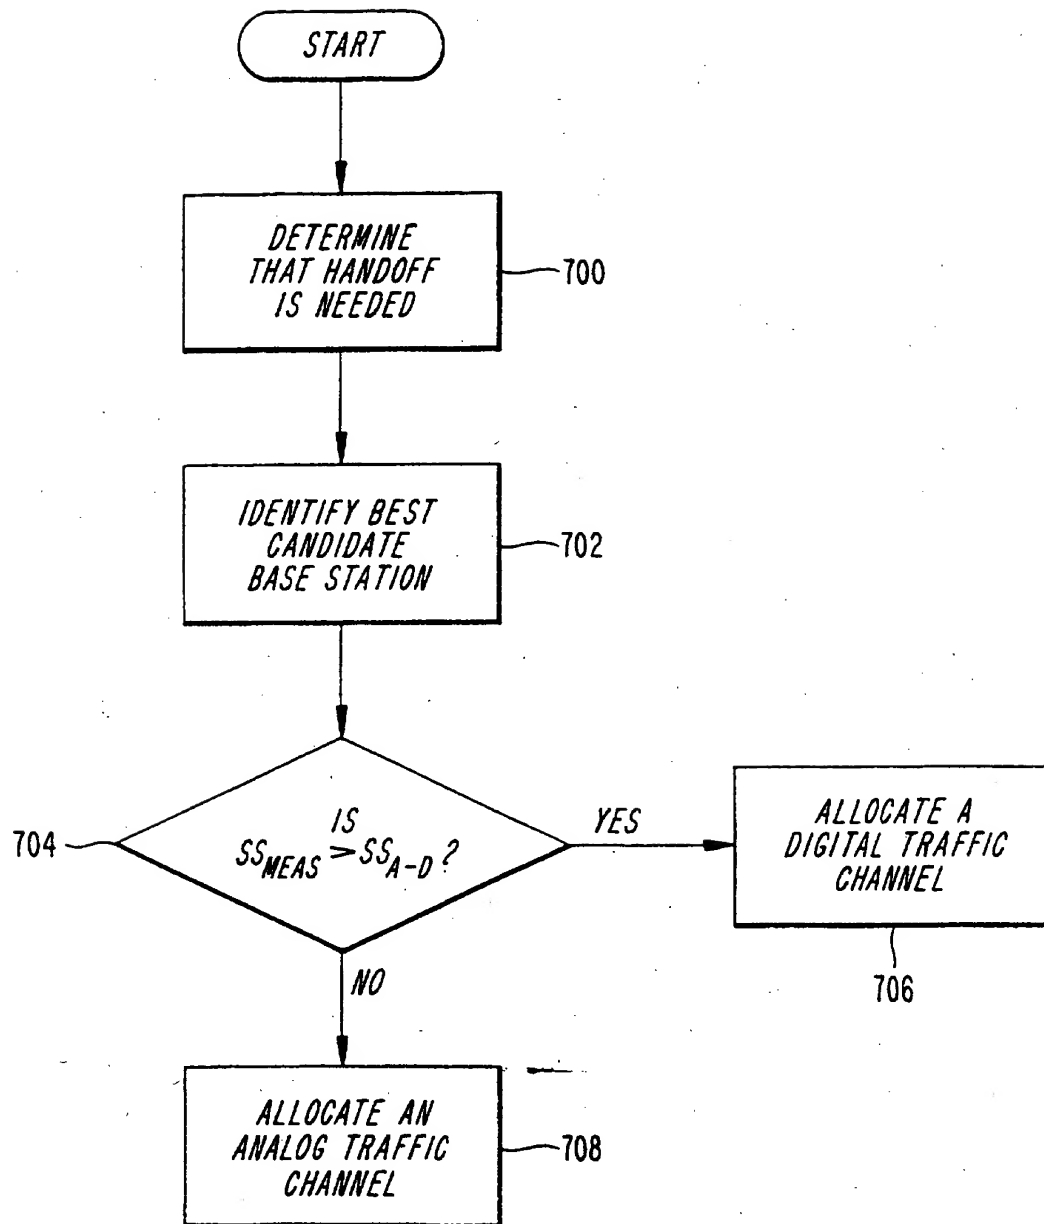 START
DETERMINE
THAT HANDOFF
IS NEEDED
700
IDENTIFY BEST
CANDIDATE
BASE STATION
702
704
IS
SS_MEAS > SS_A-D ?
YES
ALLOCATE A
DIGITAL TRAFFIC
CHANNEL
706
NO
ALLOCATE AN
ANALOG TRAFFIC
CHANNEL
708